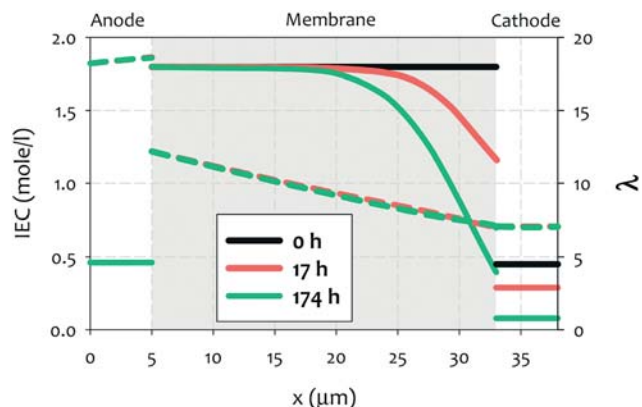 Anode Membrane Cathode
2.0 20
1.5 15
1.0 10
0.5 5
0.0 0
IEC (mole/l)
λ
0 h
17 h
174 h
0 5 10 15 20 25 30 35
x (μm)